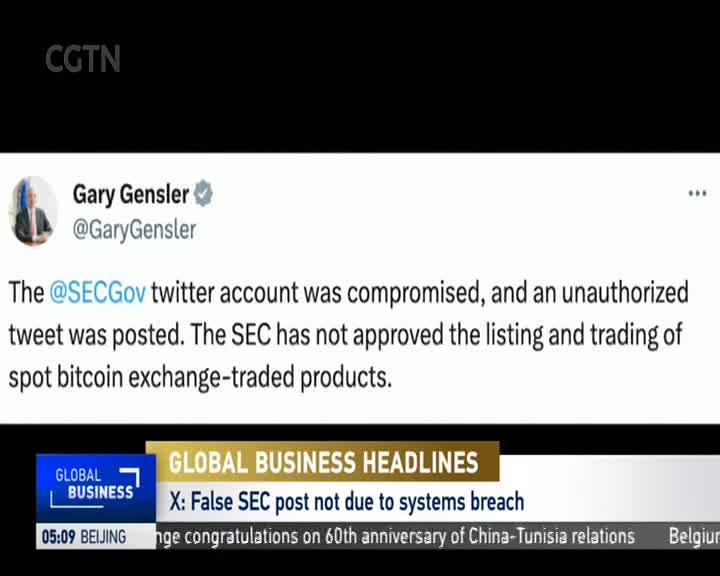 CGTN
Gary Gensler
@GaryGensler
The @SECGov twitter account was compromised, and an unauthorized
tweet was posted. The SEC has not approved the listing and trading of
spot bitcoin exchange-traded products.
GLOBAL BUSINESS HEADLINES
GLOBAL
BUSINESS
X: False SEC post not due to systems breach
05:09 BEIJING
nge congratulations on 60th anniversary of China-Tunisia relations Belgiur